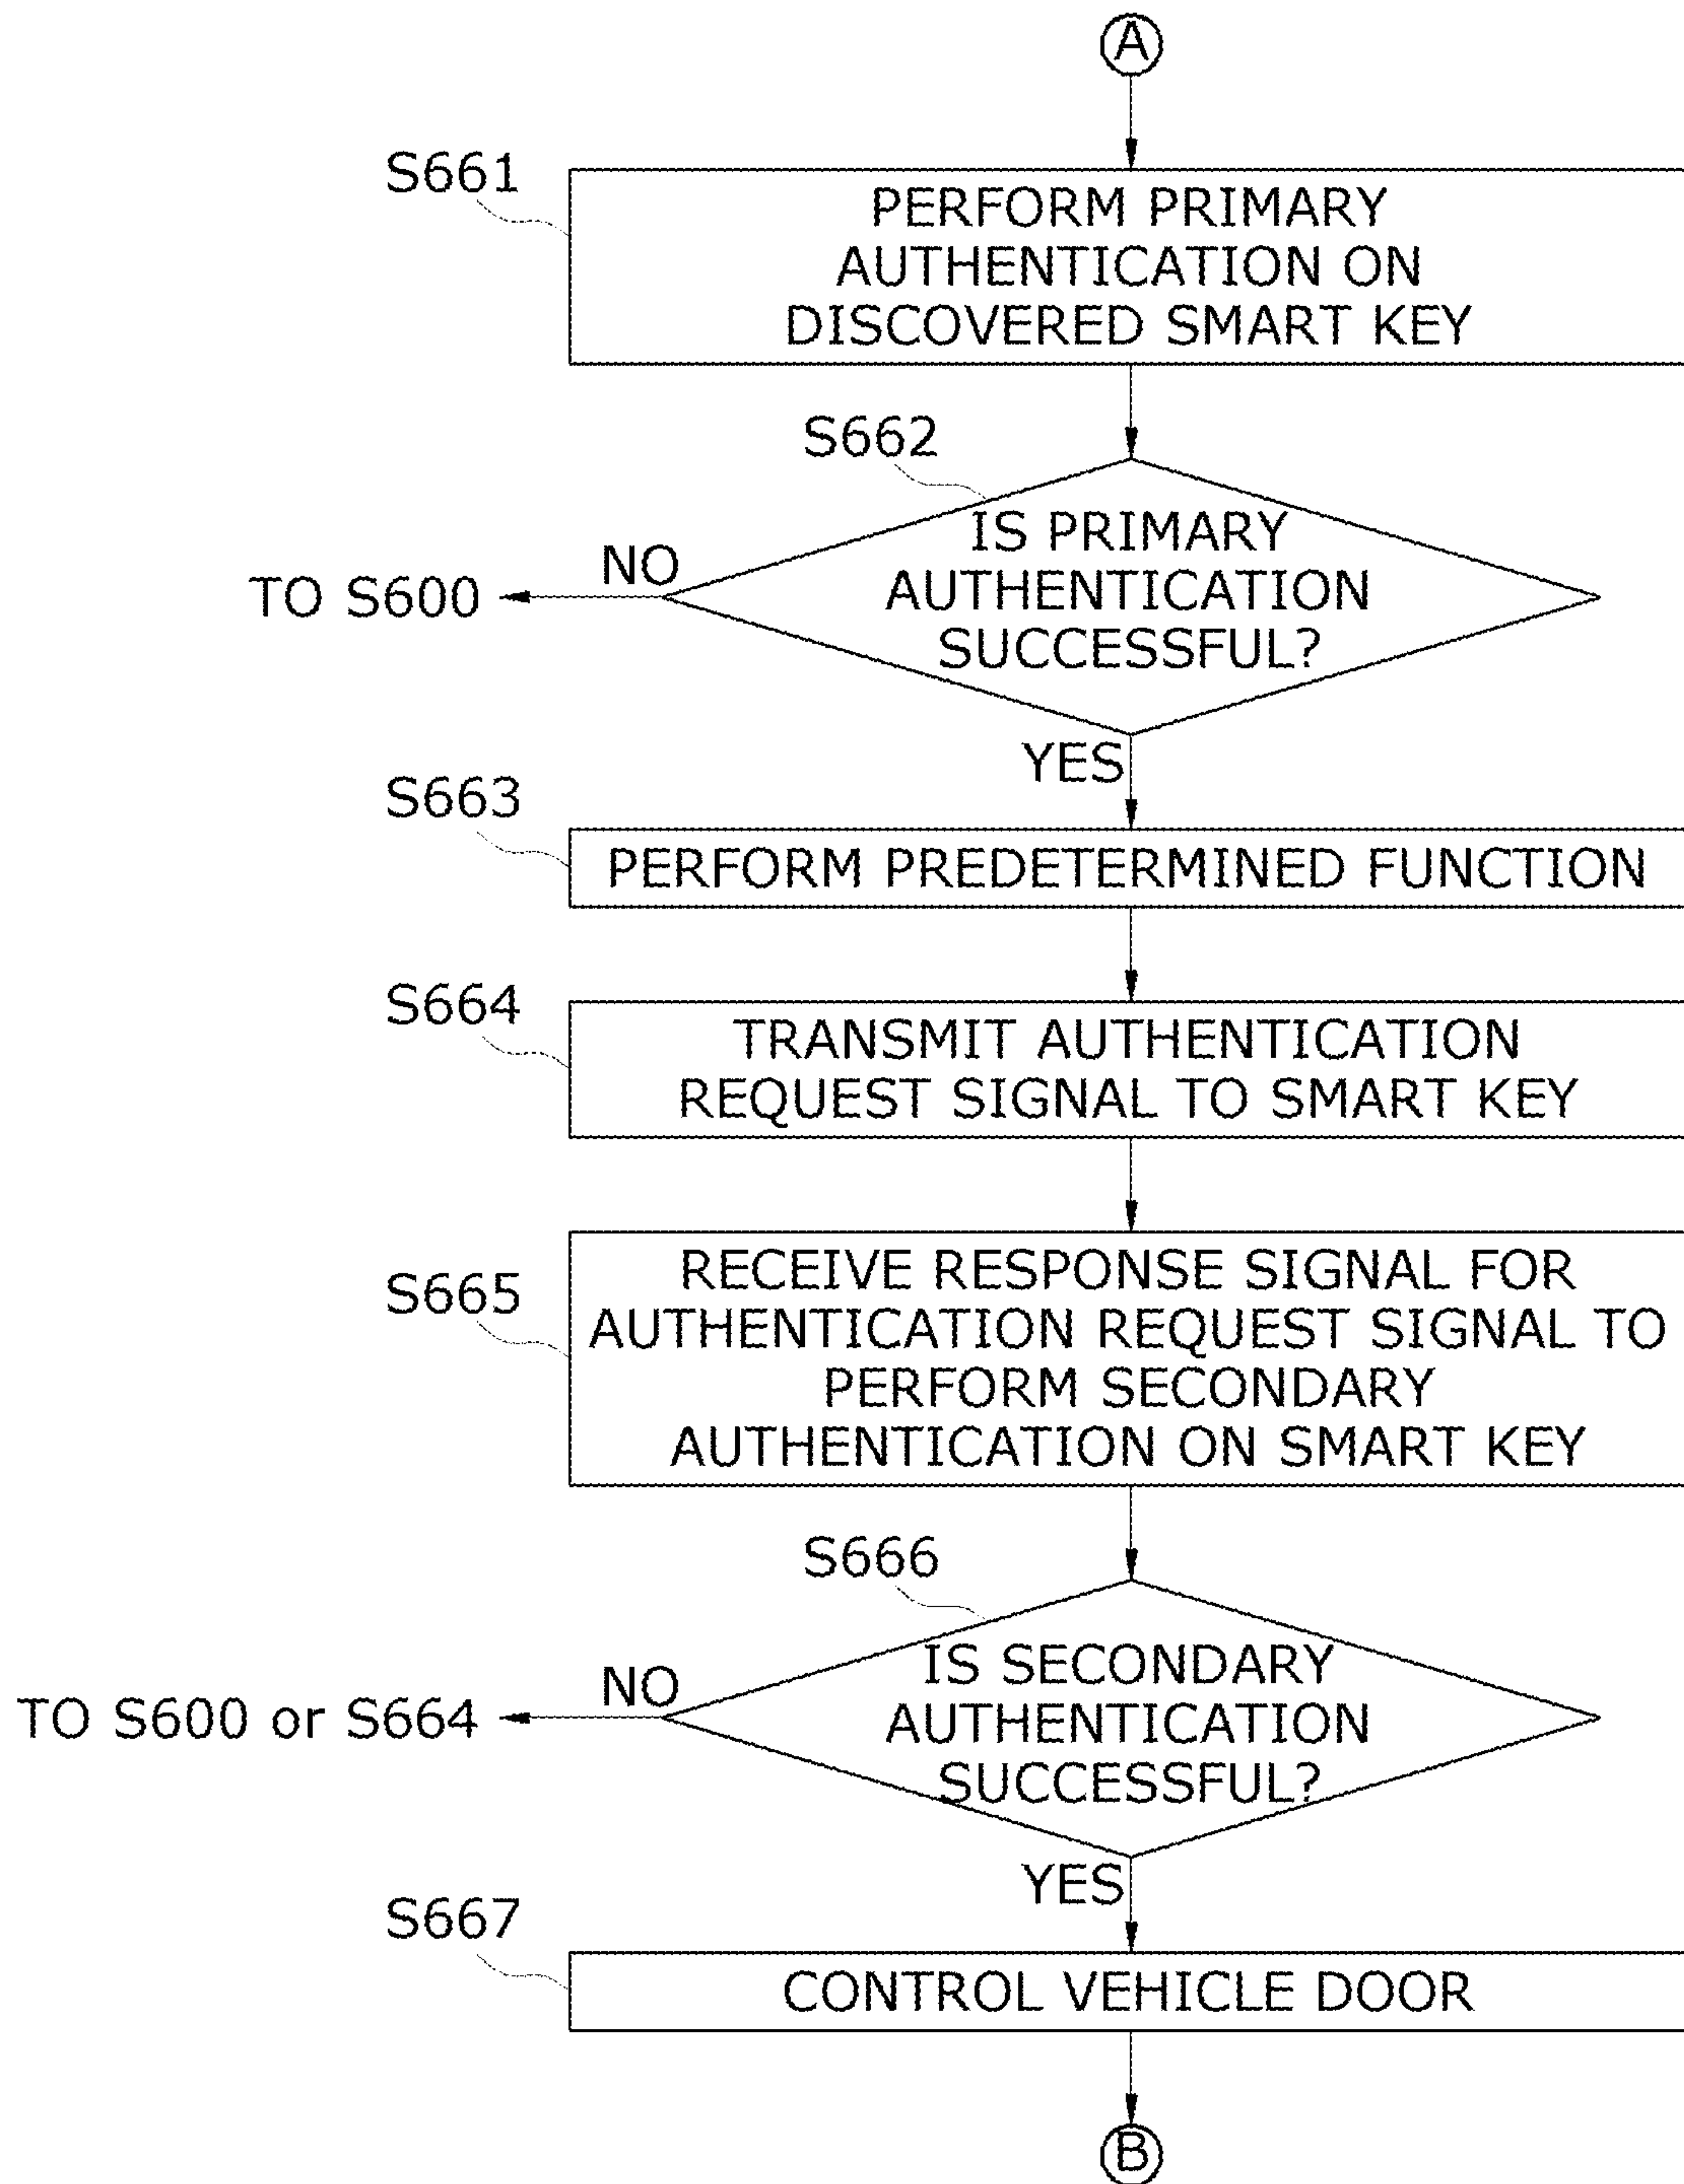 A
S661
PERFORM PRIMARY
AUTHENTICATION ON
DISCOVERED SMART KEY
S662
IS PRIMARY
AUTHENTICATION
SUCCESSFUL?
NO
TO S600
YES
S663
PERFORM PREDETERMINED FUNCTION
S664
TRANSMIT AUTHENTICATION
REQUEST SIGNAL TO SMART KEY
S665
RECEIVE RESPONSE SIGNAL FOR
AUTHENTICATION REQUEST SIGNAL TO
PERFORM SECONDARY
AUTHENTICATION ON SMART KEY
S666
IS SECONDARY
AUTHENTICATION
SUCCESSFUL?
NO
TO S600 or S664
YES
S667
CONTROL VEHICLE DOOR
B